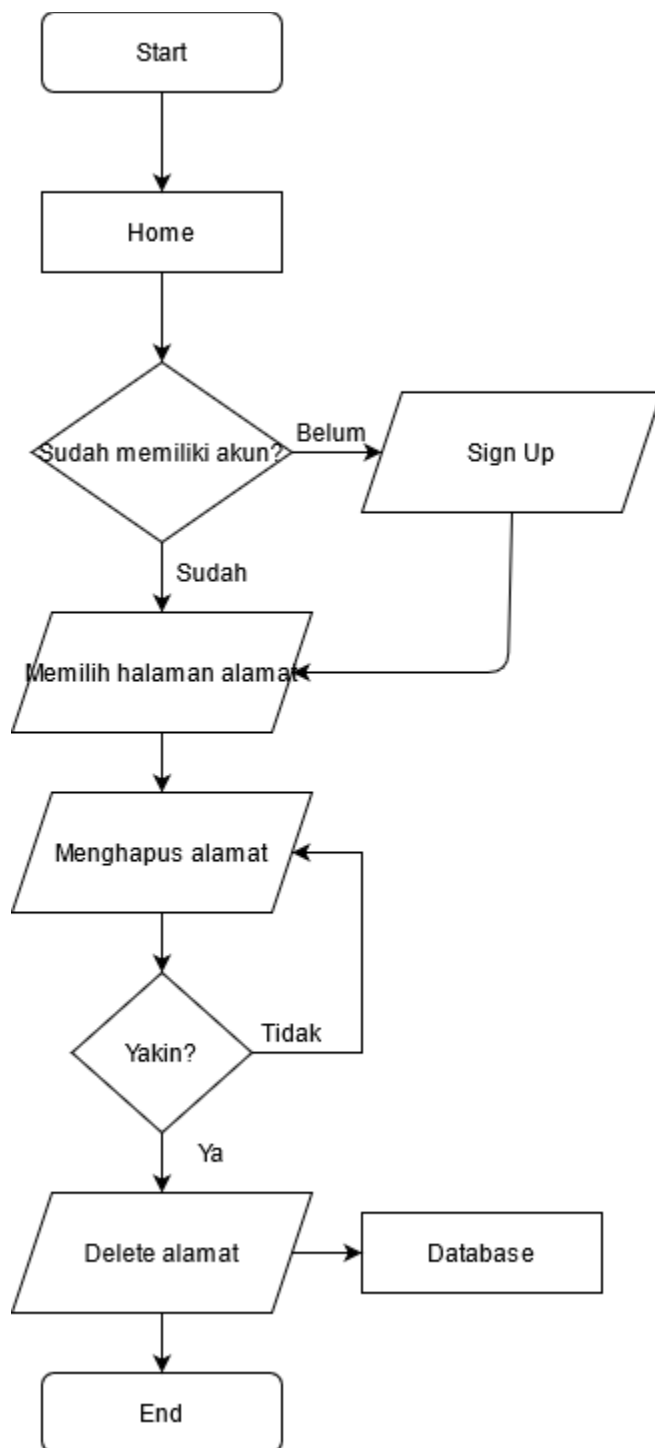 Start
Home
Sudah memiliki akun?
Belum
Sign Up
Sudah
Memilih halaman alamat
Menghapus alamat
Yakin?
Tidak
Ya
Delete alamat
Database
End